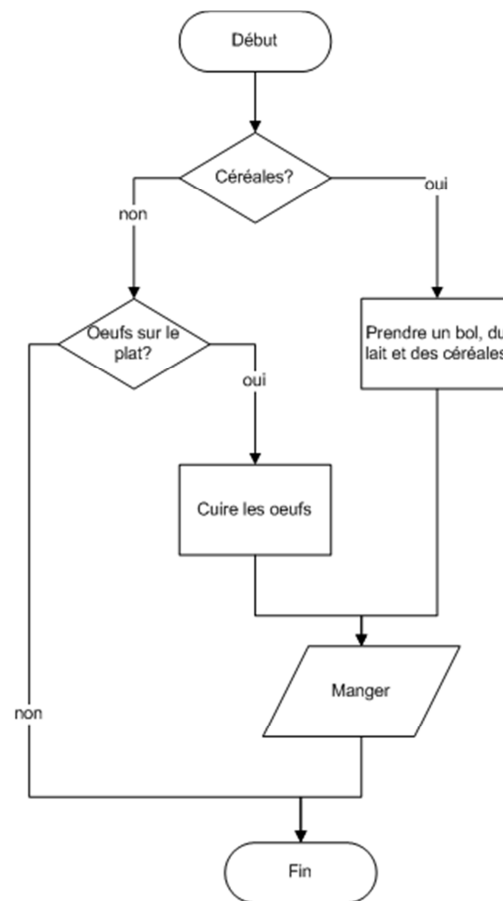 Début
Céréales?
non
oui
Oeufs sur le
plat?
Prendre un bol, du
lait et des céréales
oui
Cuire les oeufs
Manger
non
Fin